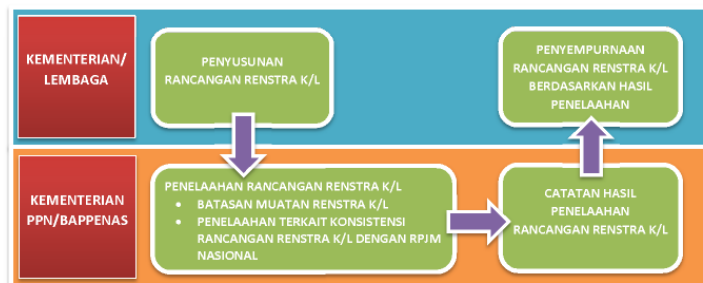 KEMENTERIAN/
LEMBAGA
PENYUSUNAN
RANCANGAN RENSTRA K/L
PENYEMPURNAAN
RANCANGAN RENSTRA K/L
BERDASARKAN HASIL
PENELAAHAN
KEMENTERIAN
PPN/BAPPENAS
PENELAAHAN RANCANGAN RENSTRA K/L
• BATASAN MUATAN RENSTRA K/L
• PENELAAHAN TERKAIT KONSISTENSI
RANCANGAN RENSTRA K/L DENGAN RPJM
NASIONAL
CATATAN HASIL
PENELAAHAN
RANCANGAN RENSTRA K/L